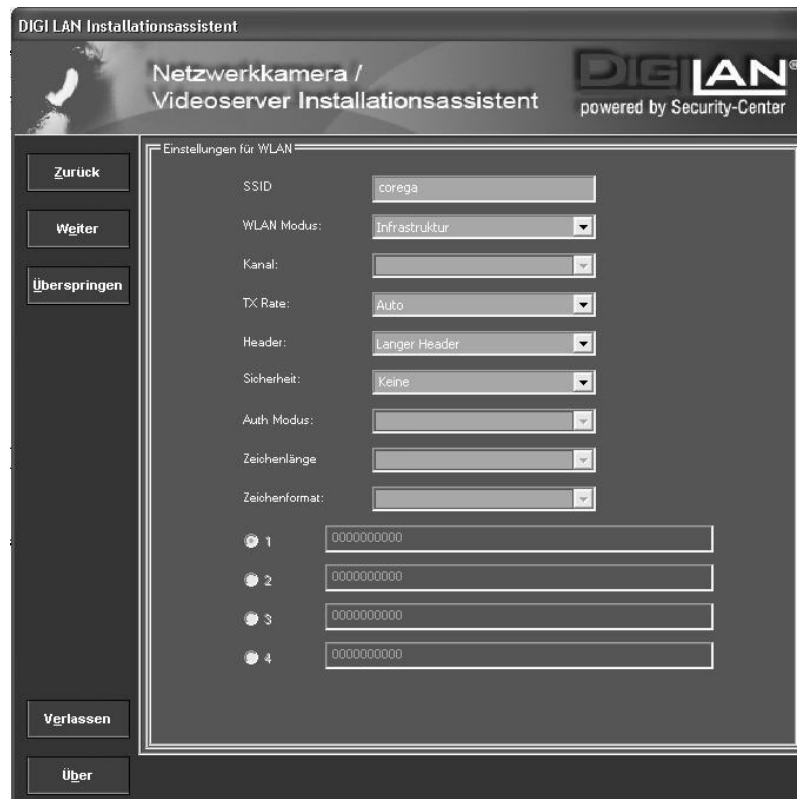 DIGI LAN Installationsassistent
Netzwerkkamera /
Videoserver Installationsassistent
DIGI LAN®
powered by Security-Center
Zurück
Weiter
Überspringen
Verlassen
Über
Einstellungen für WLAN
SSID corega
WLAN Modus: Infrastruktur
Kanal:
TX Rate: Auto
Header: Langer Header
Sicherheit: Keine
Auth Modus:
Zeichenlänge
Zeichenformat:
1 0000000000
2 0000000000
3 0000000000
4 0000000000